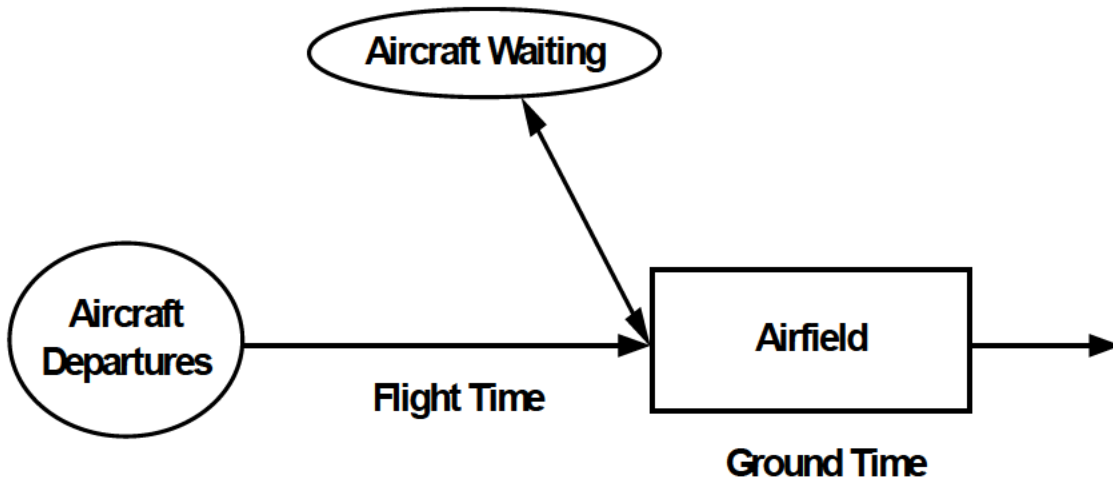 Aircraft Waiting
Aircraft
Departures
Airfield
Flight Time
Ground Time